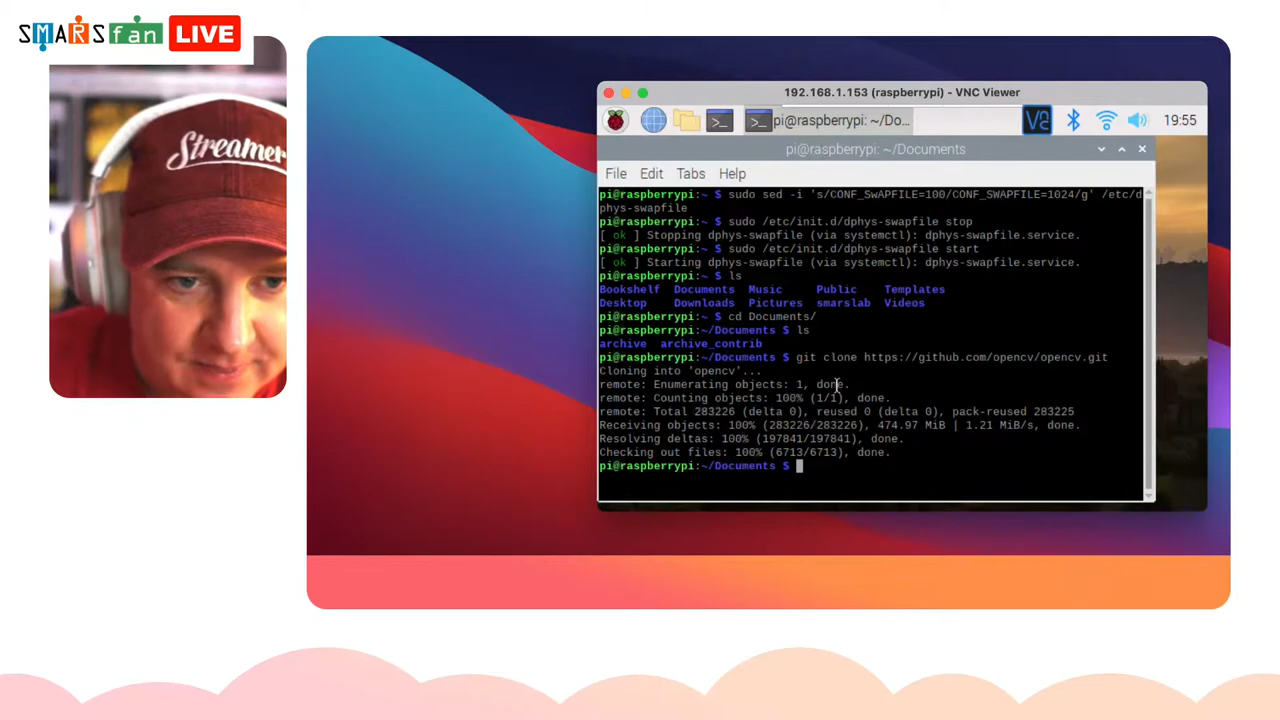 SMARSfan LIVE
Streamer
192.168.1.153 (raspberrypi) - VNC Viewer
pi@raspberrypi: ~/Do... 19:55
pi@raspberrypi: ~/Documents
File Edit Tabs Help
pi@raspberrypi:~ $ sudo sed -i 's/CONF_SWAPFILE=100/CONF_SWAPFILE=1024/g' /etc/d
phys-swapfile
pi@raspberrypi:~ $ sudo /etc/init.d/dphys-swapfile stop
[ ok ] Stopping dphys-swapfile (via systemctl): dphys-swapfile.service.
pi@raspberrypi:~ $ sudo /etc/init.d/dphys-swapfile start
[ ok ] Starting dphys-swapfile (via systemctl): dphys-swapfile.service.
pi@raspberrypi:~ $ ls
Bookshelf Documents Music Public Templates
Desktop Downloads Pictures smarslab Videos
pi@raspberrypi:~ $ cd Documents/
pi@raspberrypi:~/Documents $ ls
archive archive_contrib
pi@raspberrypi:~/Documents $ git clone https://github.com/opencv/opencv.git
Cloning into 'opencv'...
remote: Enumerating objects: 1, done.
remote: Counting objects: 100% (1/1), done.
remote: Total 283226 (delta 0), reused 0 (delta 0), pack-reused 283225
Receiving objects: 100% (283226/283226), 474.97 MiB | 1.21 MiB/s, done.
Resolving deltas: 100% (197841/197841), done.
Checking out files: 100% (6713/6713), done.
pi@raspberrypi:~/Documents $